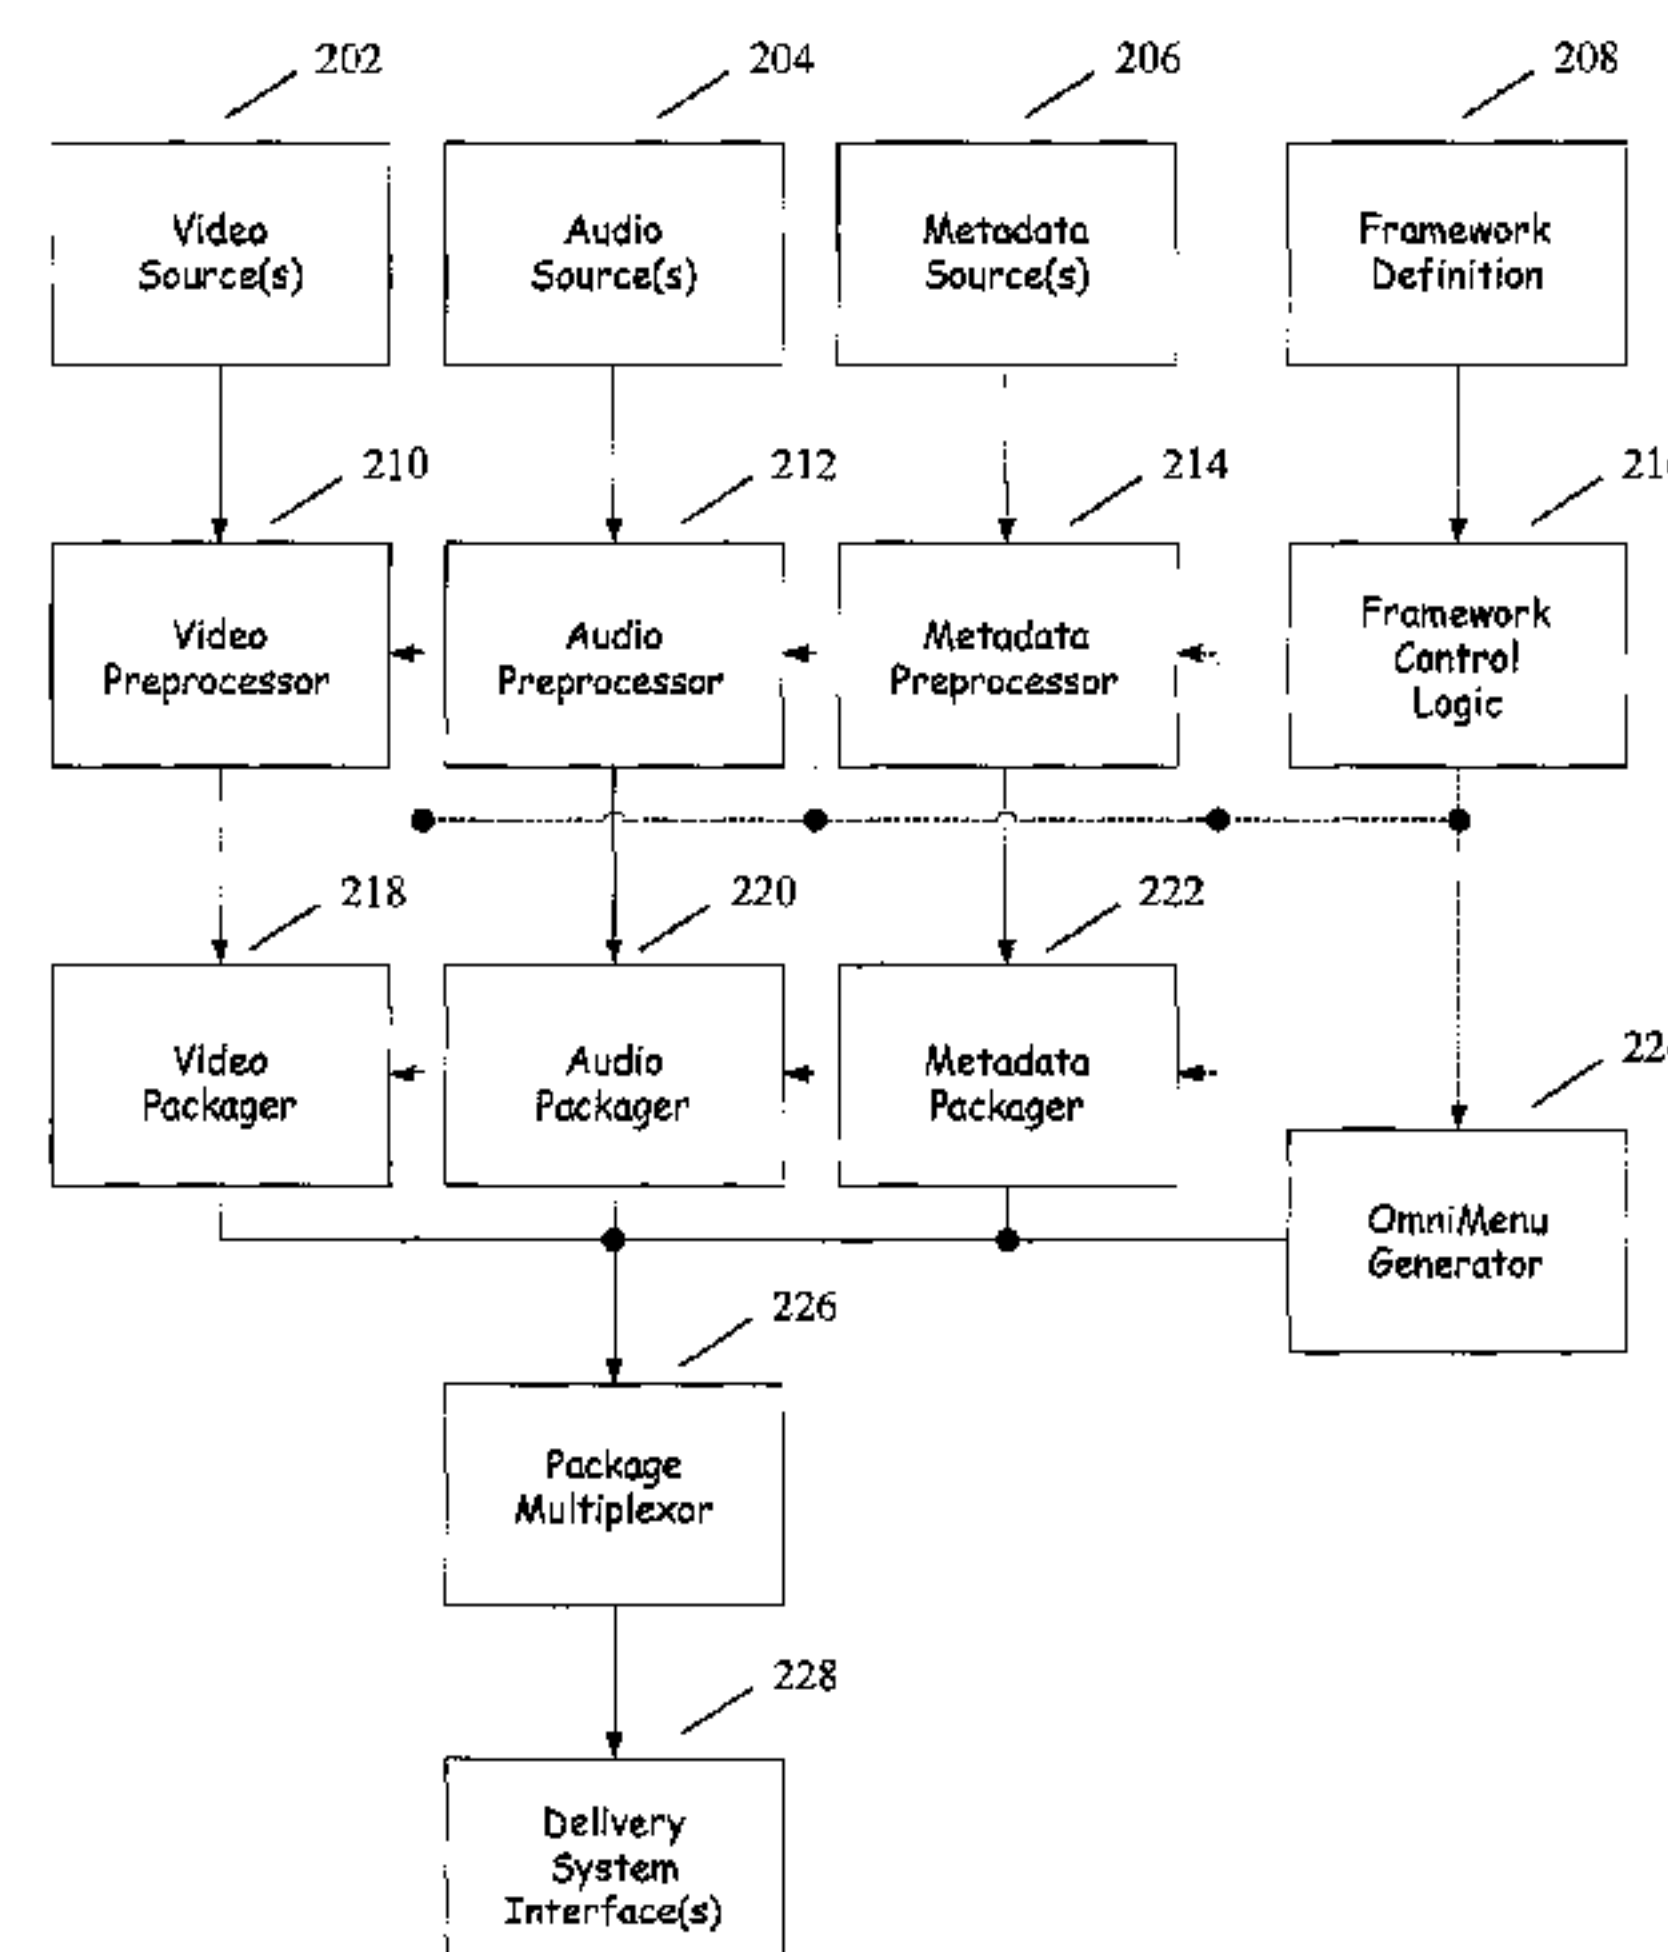 202
204
206
208
Video
Source(s)
Audio
Source(s)
Metadata
Source(s)
Framework
Definition
210
212
214
Video
Preprocessor
Audio
Preprocessor
Metadata
Preprocessor
Framework
Control
Logic
218
220
222
Video
Packager
Audio
Packager
Metadata
Packager
OmniMenu
Generator
226
Package
Multiplexor
228
Delivery
System
Interface(s)